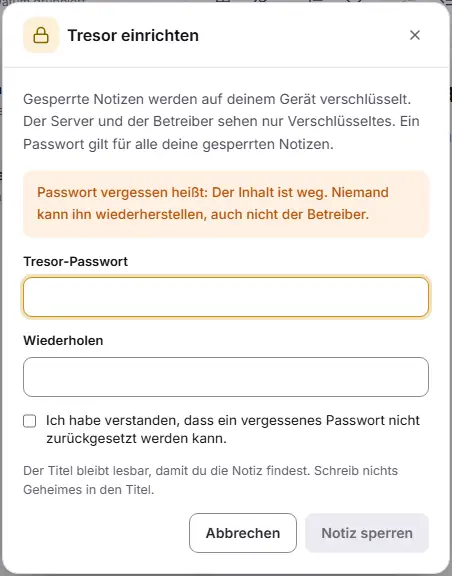 Tresor einrichten
Gesperrte Notizen werden auf deinem Gerät verschlüsselt.
Der Server und der Betreiber sehen nur Verschlüsseltes. Ein
Passwort gilt für alle deine gesperrten Notizen.
Passwort vergessen heißt: Der Inhalt ist weg. Niemand
kann ihn wiederherstellen, auch nicht der Betreiber.
Tresor-Passwort
Wiederholen
Ich habe verstanden, dass ein vergessenes Passwort nicht
zurückgesetzt werden kann.
Der Titel bleibt lesbar, damit du die Notiz findest. Schreib nichts
Geheimes in den Titel.
Abbrechen
Notiz sperren